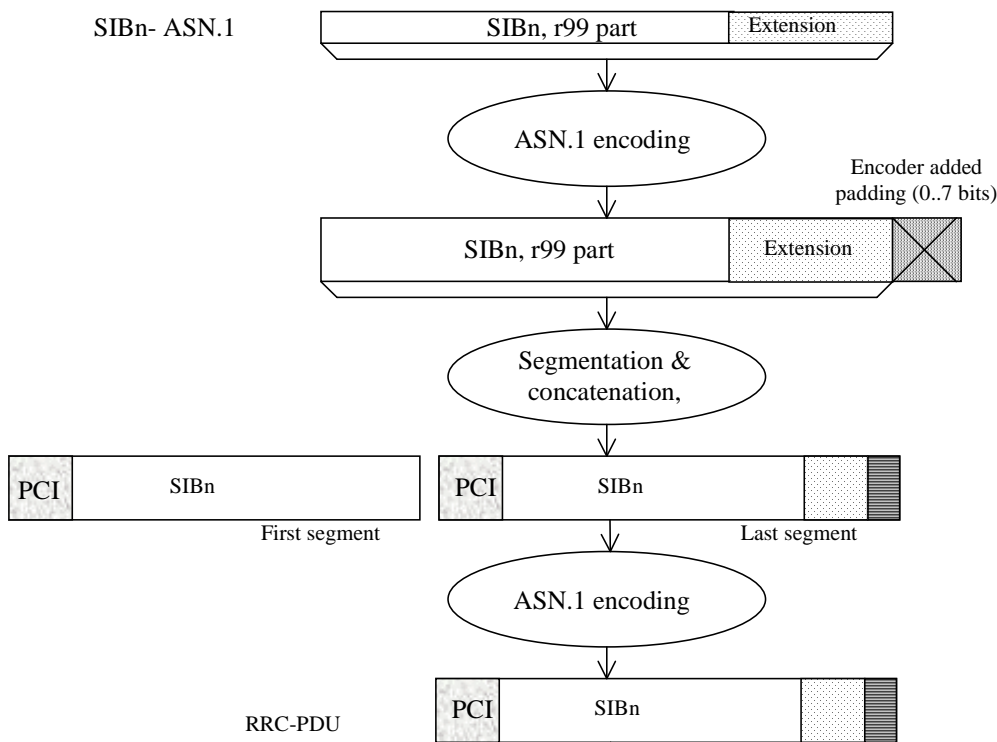 SIBn- ASN.1
SIBn, r99 part
Extension
ASN.1 encoding
Encoder added
padding (0..7 bits)
SIBn, r99 part
Extension
Segmentation &
concatenation,
PCI
SIBn
PCI
SIBn
First segment
Last segment
ASN.1 encoding
PCI
SIBn
RRC-PDU